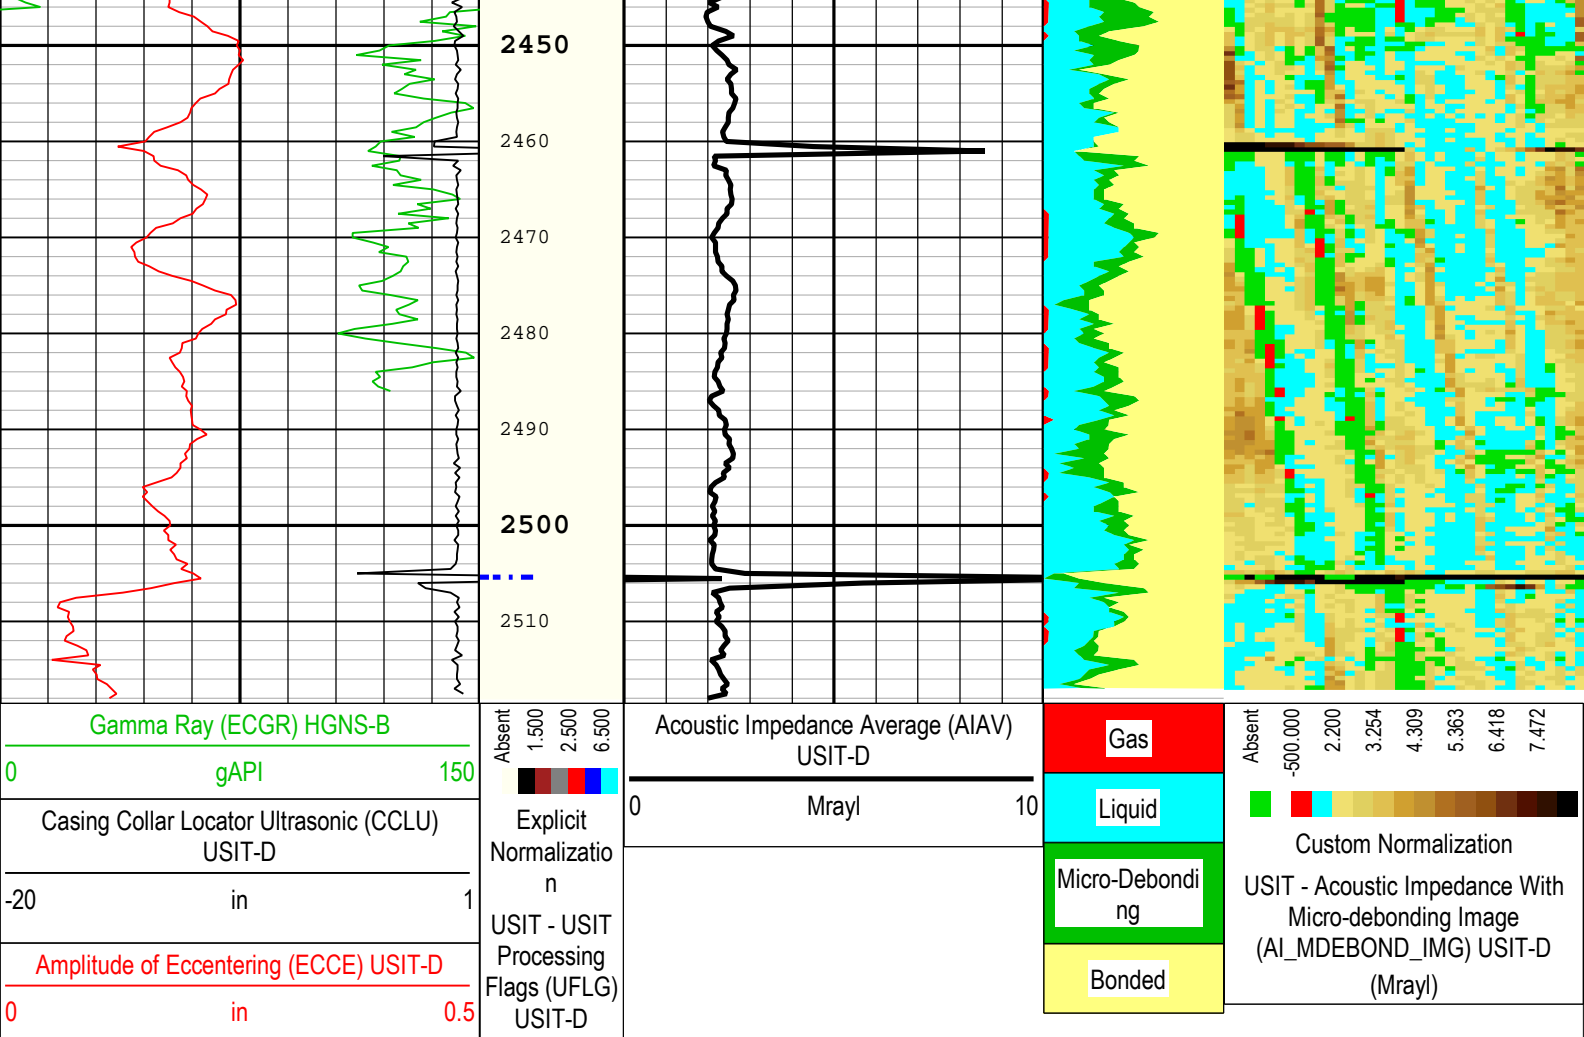 2450
2460
2470
2480
2490
2500
2510
Gamma Ray (ECGR) HGNS-B
0 gAPI 150
Casing Collar Locator Ultrasonic (CCLU)
USIT-D
-20 in 1
Amplitude of Eccentering (ECCE) USIT-D
0 in 0.5
Absent
1.500
2.500
6.500
Explicit
Normalizatio
n
USIT - USIT
Processing
Flags (UFLG)
USIT-D
Acoustic Impedance Average (AIAV)
USIT-D
0 Mrayl 10
Gas
Liquid
Micro-Debondi
ng
Bonded
Absent
-500.000
2.200
3.254
4.309
5.363
6.418
7.472
Custom Normalization
USIT - Acoustic Impedance With
Micro-debonding Image
(AI_MDEBOND_IMG) USIT-D
(Mrayl)